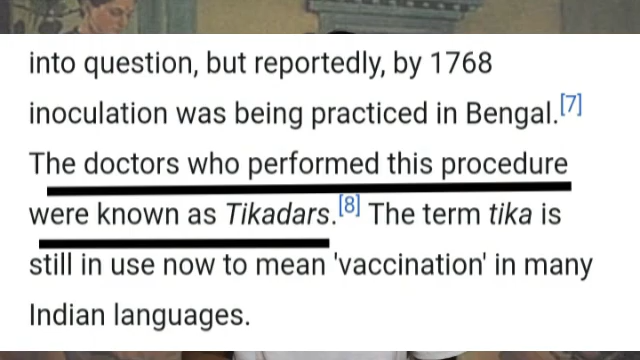 into question, but reportedly, by 1768
inoculation was being practiced in Bengal.[7]
The doctors who performed this procedure
were known as Tikadars.[8] The term tika is
still in use now to mean 'vaccination' in many
Indian languages.